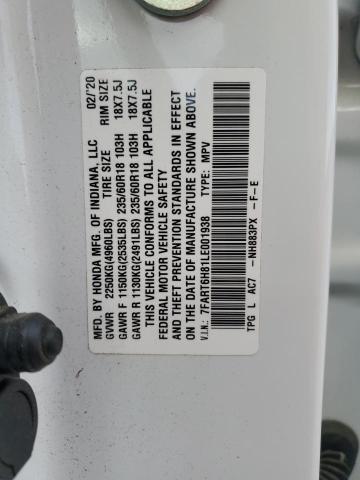 MFD. BY HONDA MFG. OF INDIANA, LLC 02/'20
GVWR 2250KG(4960LBS) TIRE SIZE RIM SIZE
GAWR F 1150KG(2535LBS) 235/60R18 103H 18X7.5J
GAWR R 1130KG(2491LBS) 235/60R18 103H 18X7.5J
THIS VEHICLE CONFORMS TO ALL APPLICABLE
FEDERAL MOTOR VEHICLE SAFETY
AND THEFT PREVENTION STANDARDS IN EFFECT
ON THE DATE OF MANUFACTURE SHOWN ABOVE.
V.I.N.: 7FART6H81LE001938 TYPE: MPV
TPG L AC7 -NH883PX -F-E